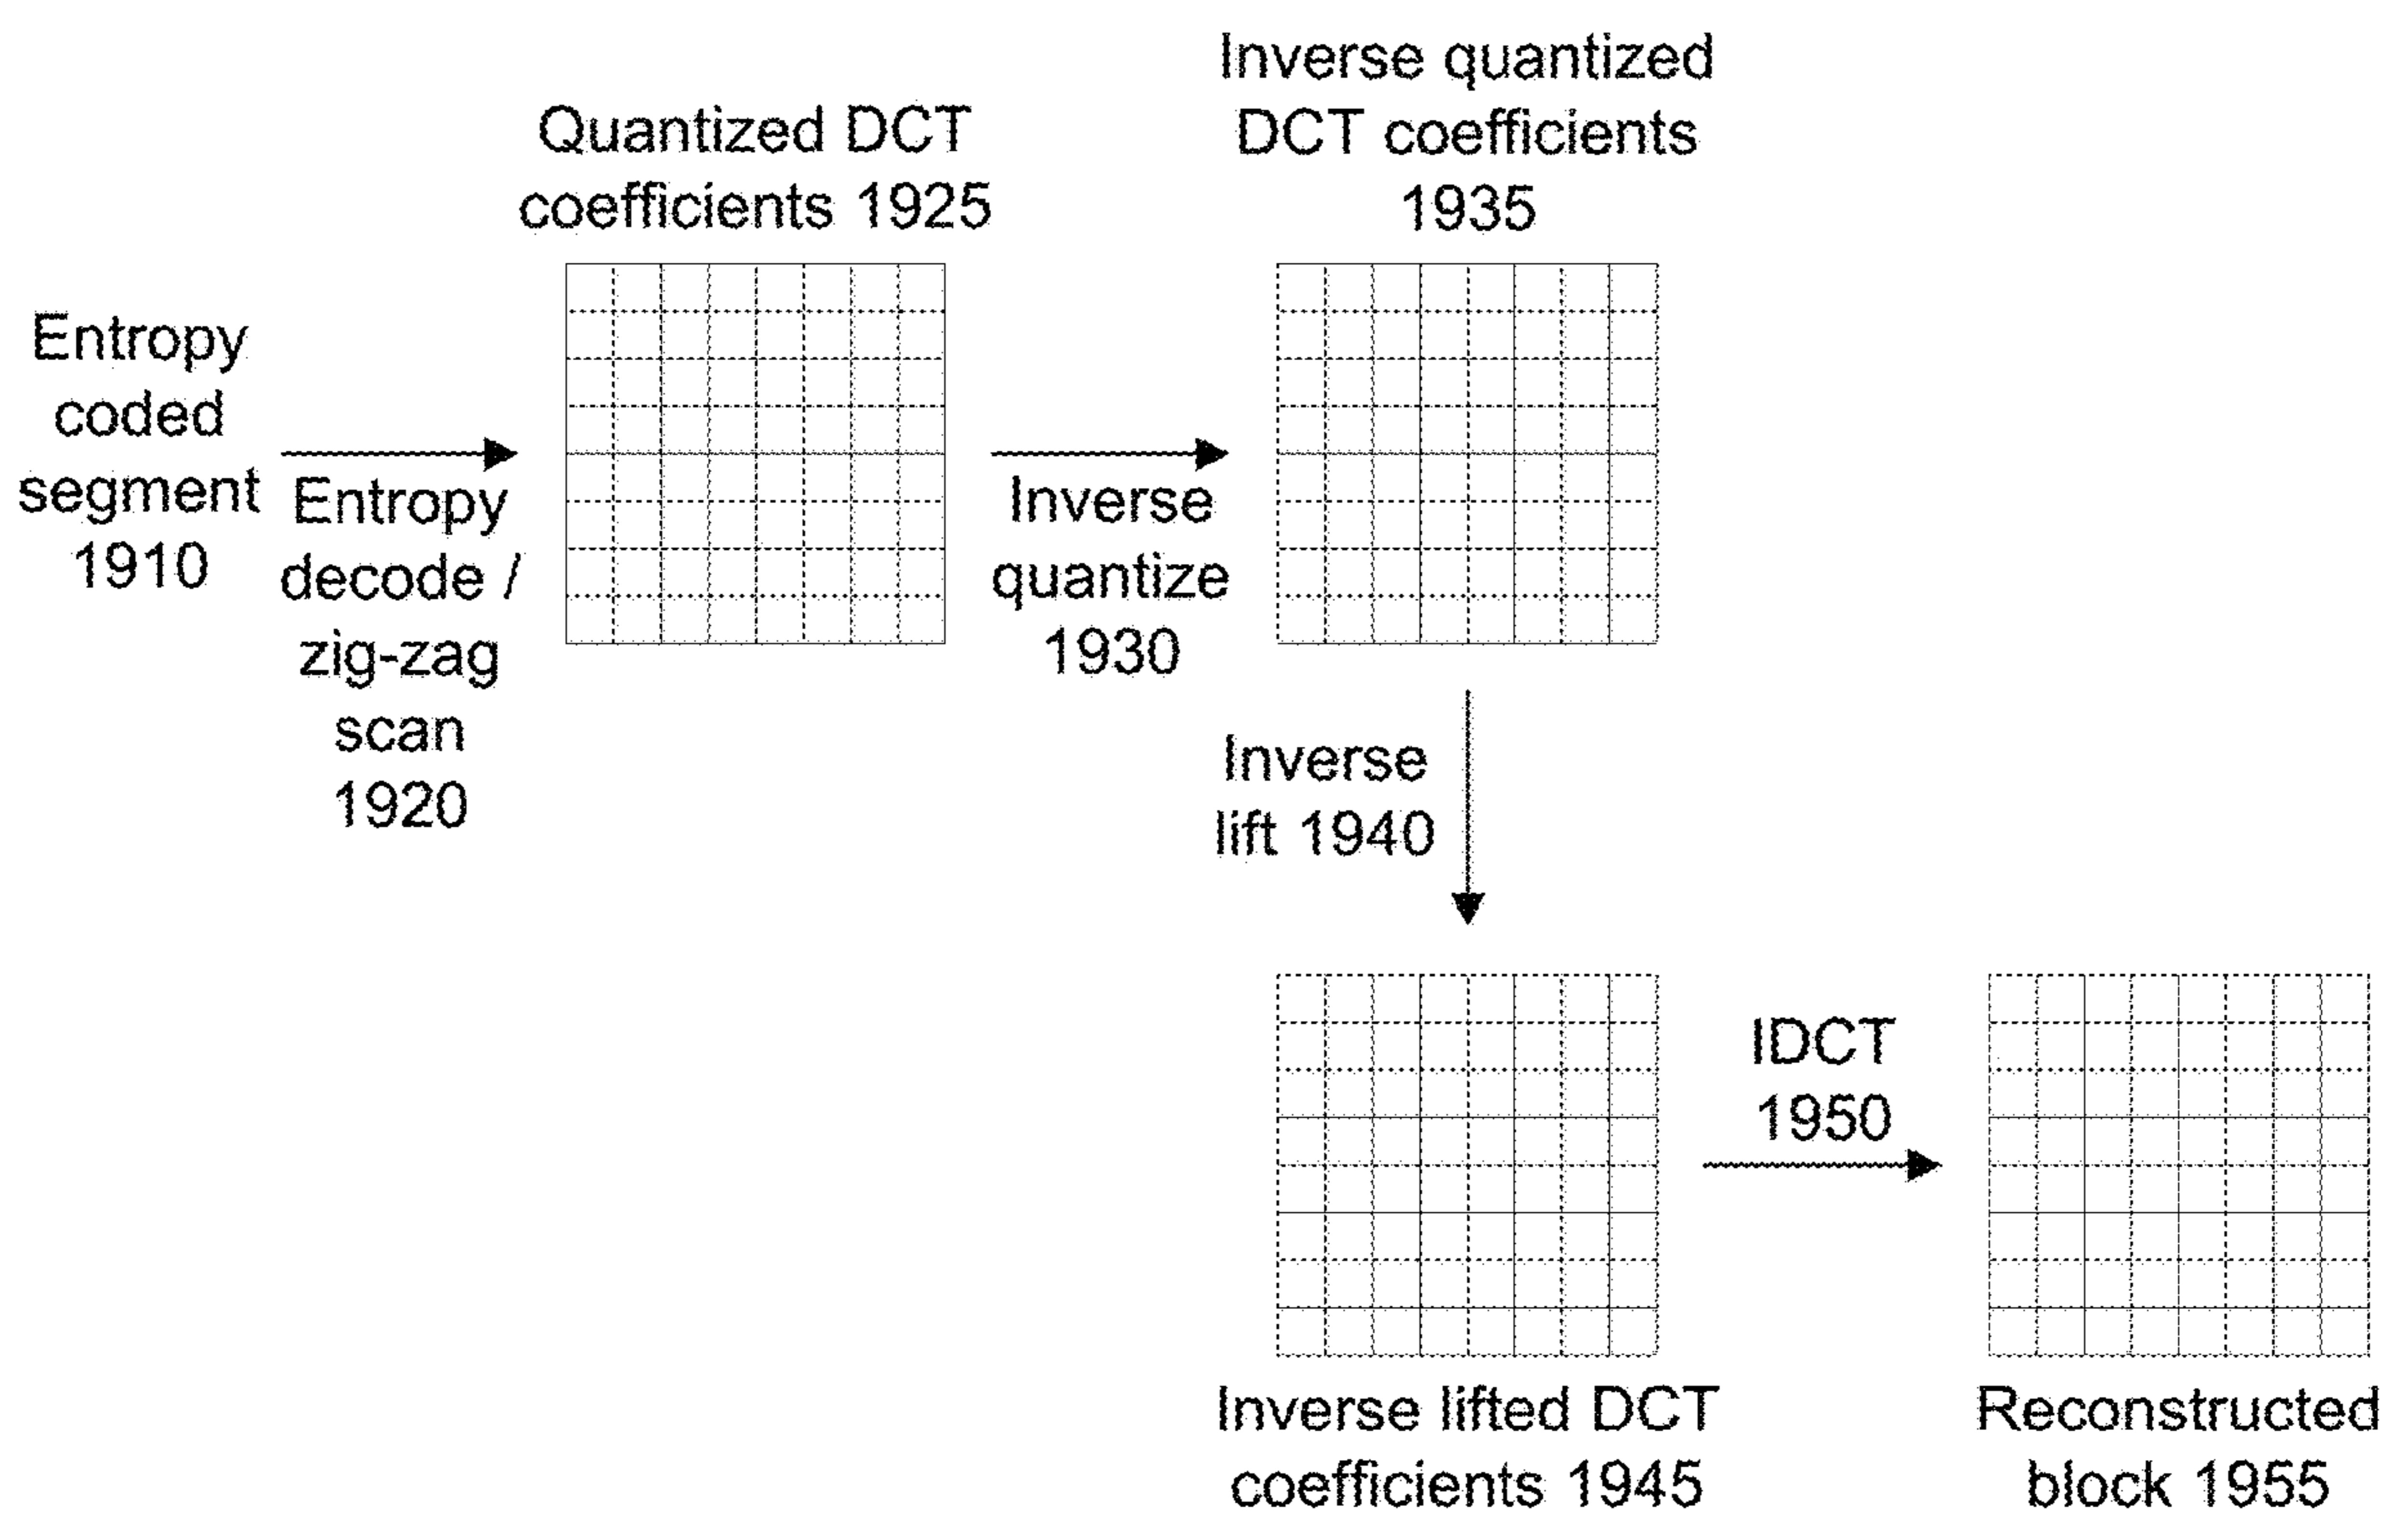 Entropy
coded
segment
1910
Entropy
decode /
zig-zag
scan
1920
Quantized DCT
coefficients 1925
Inverse
quantize
1930
Inverse quantized
DCT coefficients
1935
Inverse
lift 1940
Inverse lifted DCT
coefficients 1945
IDCT
1950
Reconstructed
block 1955